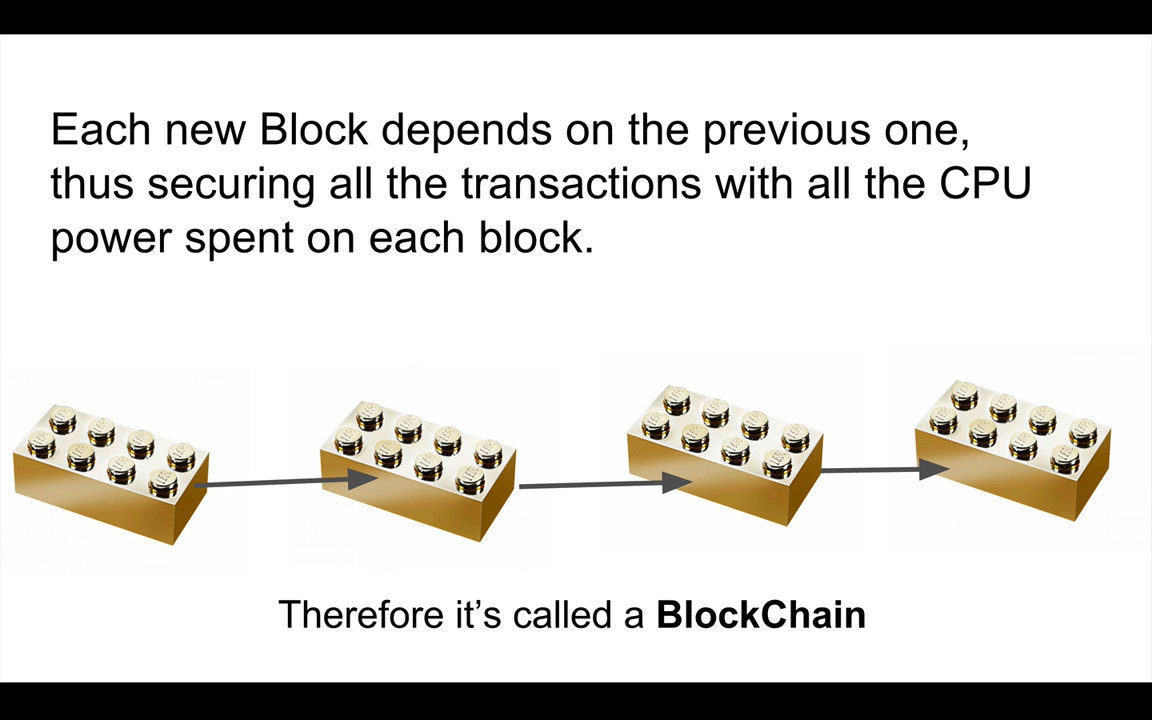 Each new Block depends on the previous one,
thus securing all the transactions with all the CPU
power spent on each block.
Therefore it’s called a BlockChain